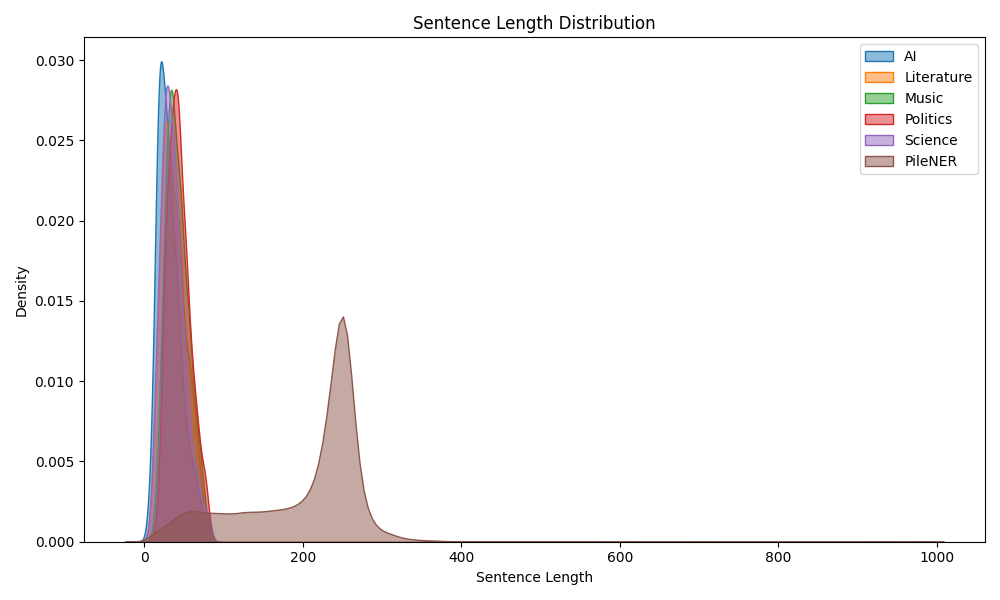 Sentence Length Distribution
AI
Literature
Music
Politics
Science
PileNER
Density
0.030
0.025
0.020
0.015
0.010
0.005
0.000
0 200 400 600 800 1000
Sentence Length